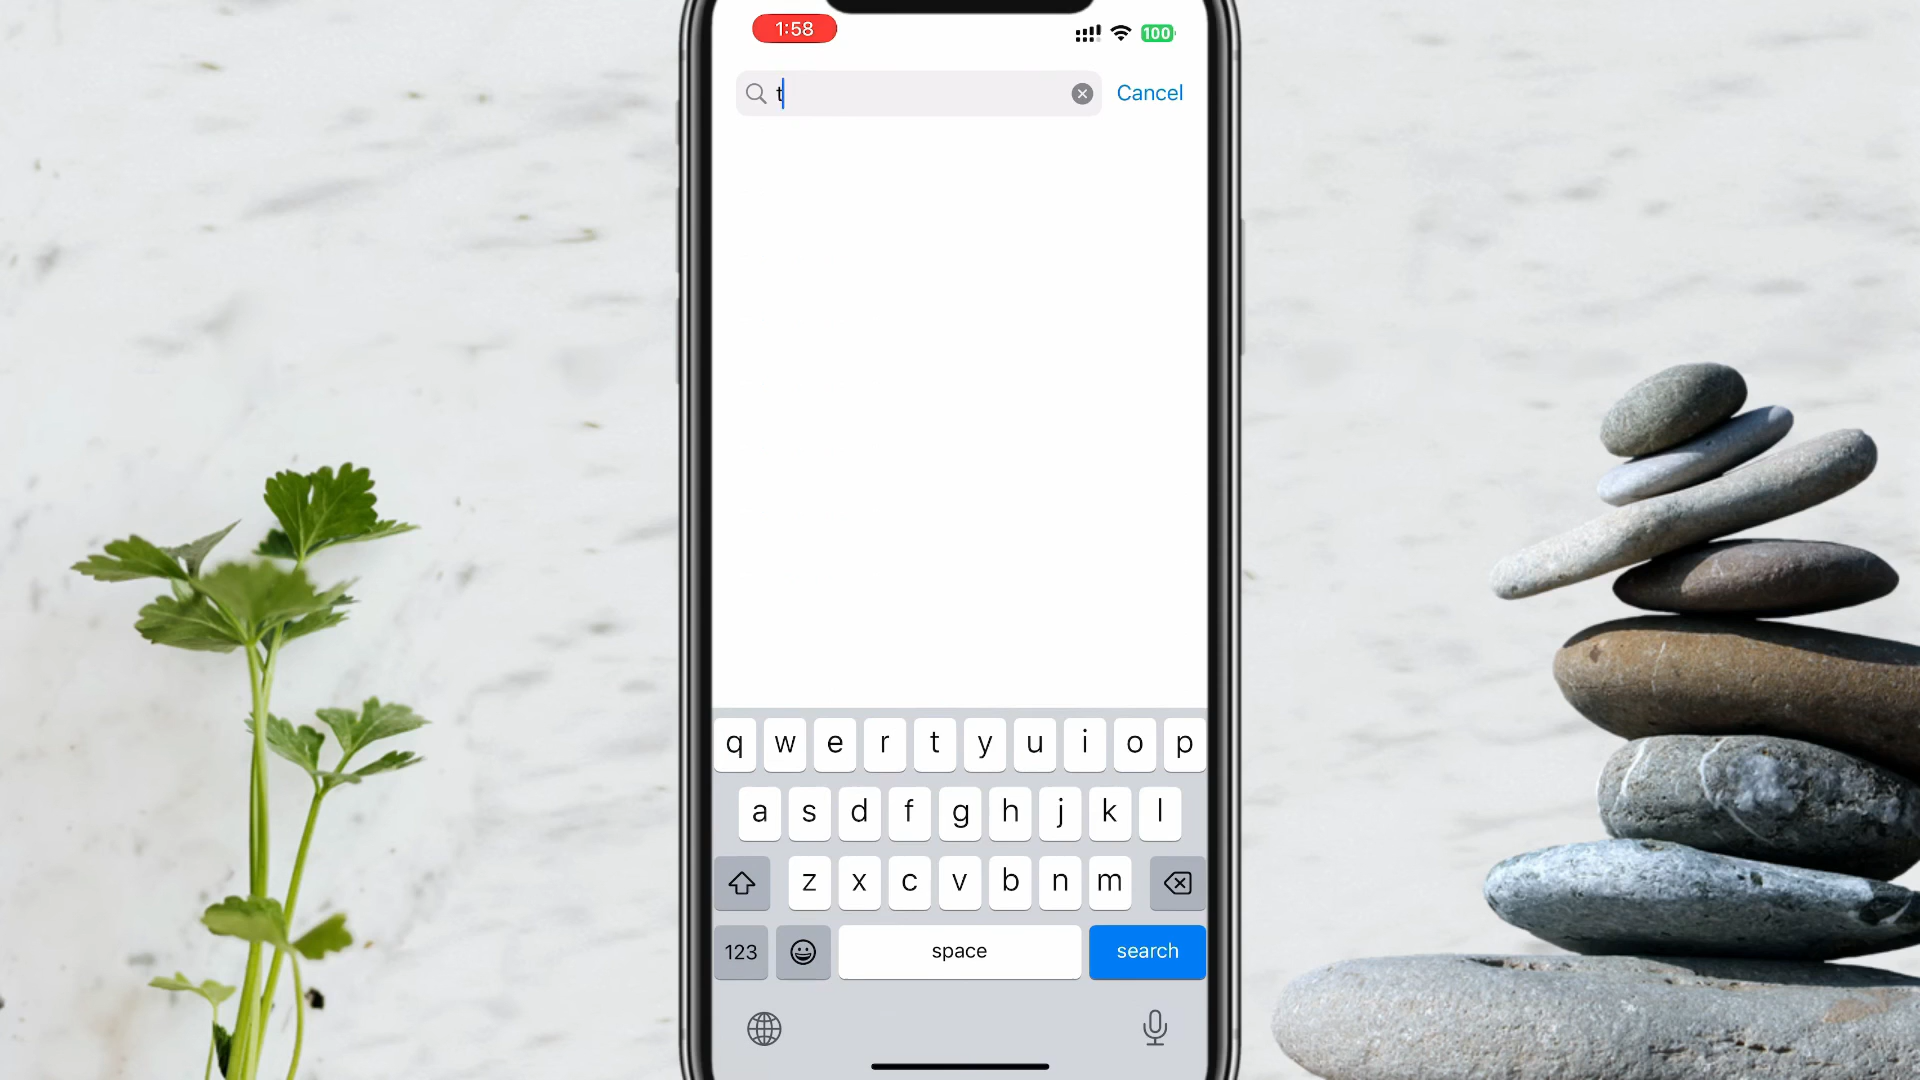 1:58
100
t
Cancel
q w e r t y u i o p
a s d f g h j k l
z x c v b n m
123 space search